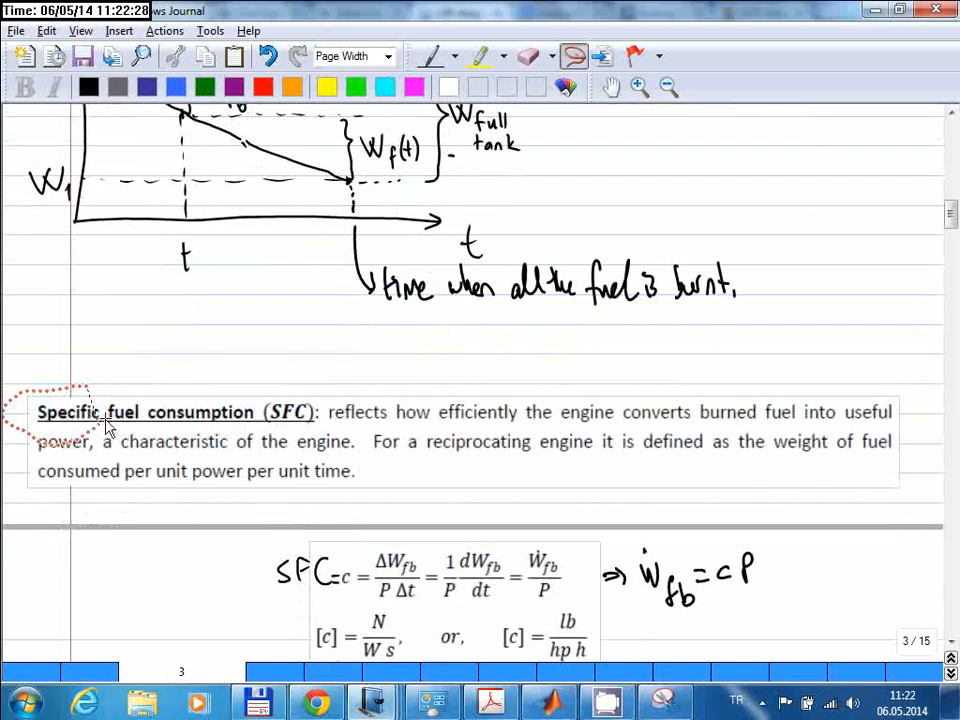 Time: 06/05/14 11:22:28
ws Journal
File Edit View Insert Actions Tools Help
Page Width
B I
W full
tank
Wf(t)
W1
t
t
time when all the fuel is burnt.
Specific fuel consumption (SFC): reflects how efficiently the engine converts burned fuel into useful
power, a characteristic of the engine. For a reciprocating engine it is defined as the weight of fuel
consumed per unit power per unit time.
SFC = c = ΔW_fb / P Δt = 1/P dW_fb/dt = Ẇ_fb / P ⇒ Ẇ_fb = c P
[c] = N / W s, or, [c] = lb / hp h
3 / 15
3
TR
11:22
06.05.2014